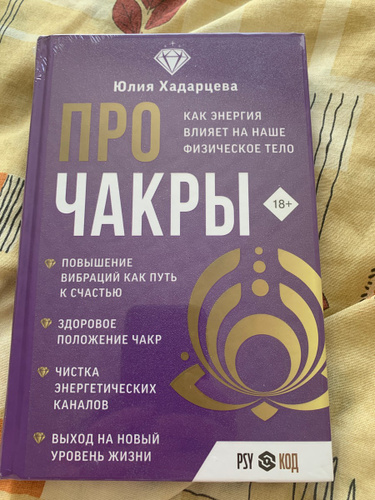 Юлия Хадарцева
ПРО
КАК ЭНЕРГИЯ
ВЛИЯЕТ НА НАШЕ
ФИЗИЧЕСКОЕ ТЕЛО
ЧАКРЫ
18+
ПОВЫШЕНИЕ
ВИБРАЦИЙ КАК ПУТЬ
К СЧАСТЬЮ
ЗДОРОВОЕ
ПОЛОЖЕНИЕ ЧАКР
ЧИСТКА
ЭНЕРГЕТИЧЕСКИХ
КАНАЛОВ
ВЫХОД НА НОВЫЙ
УРОВЕНЬ ЖИЗНИ
PSY КОД